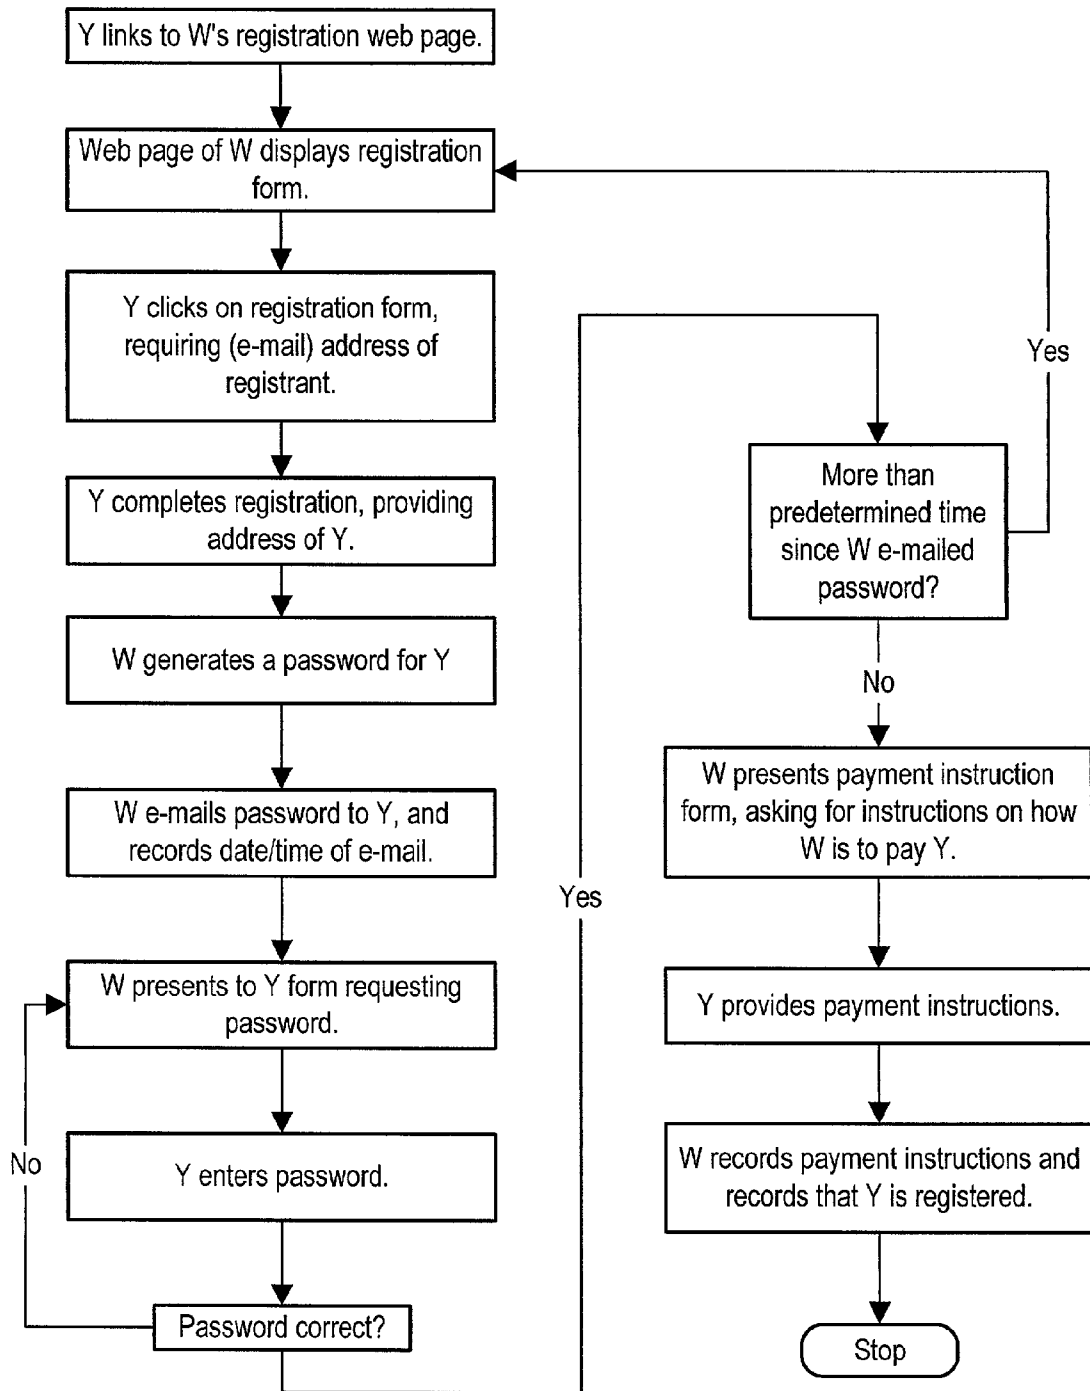 Y links to W's registration web page.
Web page of W displays registration
form.
Y clicks on registration form,
requiring (e-mail) address of
registrant.
Y completes registration, providing
address of Y.
W generates a password for Y
W e-mails password to Y, and
records date/time of e-mail.
W presents to Y form requesting
password.
Y enters password.
No
Password correct?
Yes
More than
predetermined time
since W e-mailed
password?
Yes
No
W presents payment instruction
form, asking for instructions on how
W is to pay Y.
Y provides payment instructions.
W records payment instructions and
records that Y is registered.
Stop